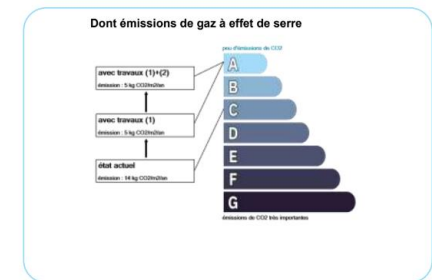 Dont émissions de gaz à effet de serre
peu d'émissions de CO2
avec travaux (1)+(2)
émission : 5 kg CO2/m2/an
avec travaux (1)
émission : 5 kg CO2/m2/an
état actuel
émission : 14 kg CO2/m2/an
A
B
C
D
E
F
G
émissions de CO2 très importantes